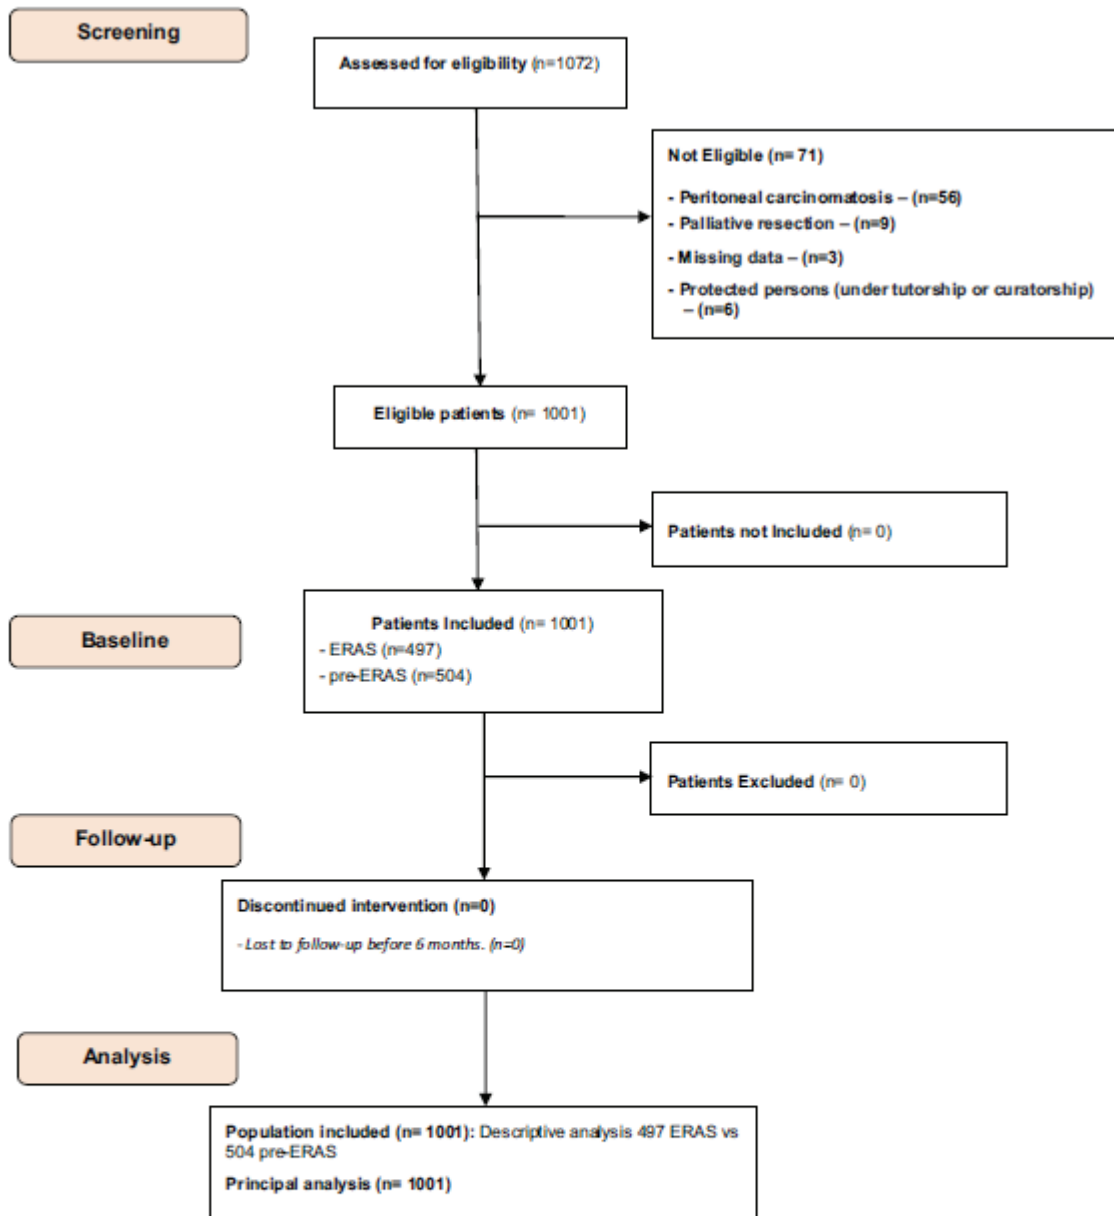 Screening
Assessed for eligibility (n=1072)
Not Eligible (n= 71)
- Peritoneal carcinomatosis – (n=56)
- Palliative resection – (n=9)
- Missing data – (n=3)
- Protected persons (under tutorship or curatorship)
– (n=6)
Eligible patients (n= 1001)
Patients not Included (n= 0)
Baseline
Patients Included (n= 1001)
- ERAS (n=497)
- pre-ERAS (n=504)
Patients Excluded (n= 0)
Follow-up
Discontinued intervention (n=0)
- Lost to follow-up before 6 months. (n=0)
Analysis
Population included (n= 1001): Descriptive analysis 497 ERAS vs
504 pre-ERAS
Principal analysis (n= 1001)